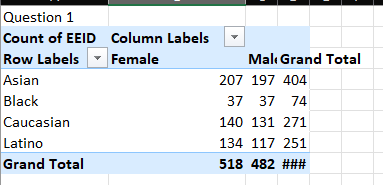 Question 1
Count of EEID Column Labels
Row Labels Female Male Grand Total
Asian 207 197 404
Black 37 37 74
Caucasian 140 131 271
Latino 134 117 251
Grand Total 518 482 ###